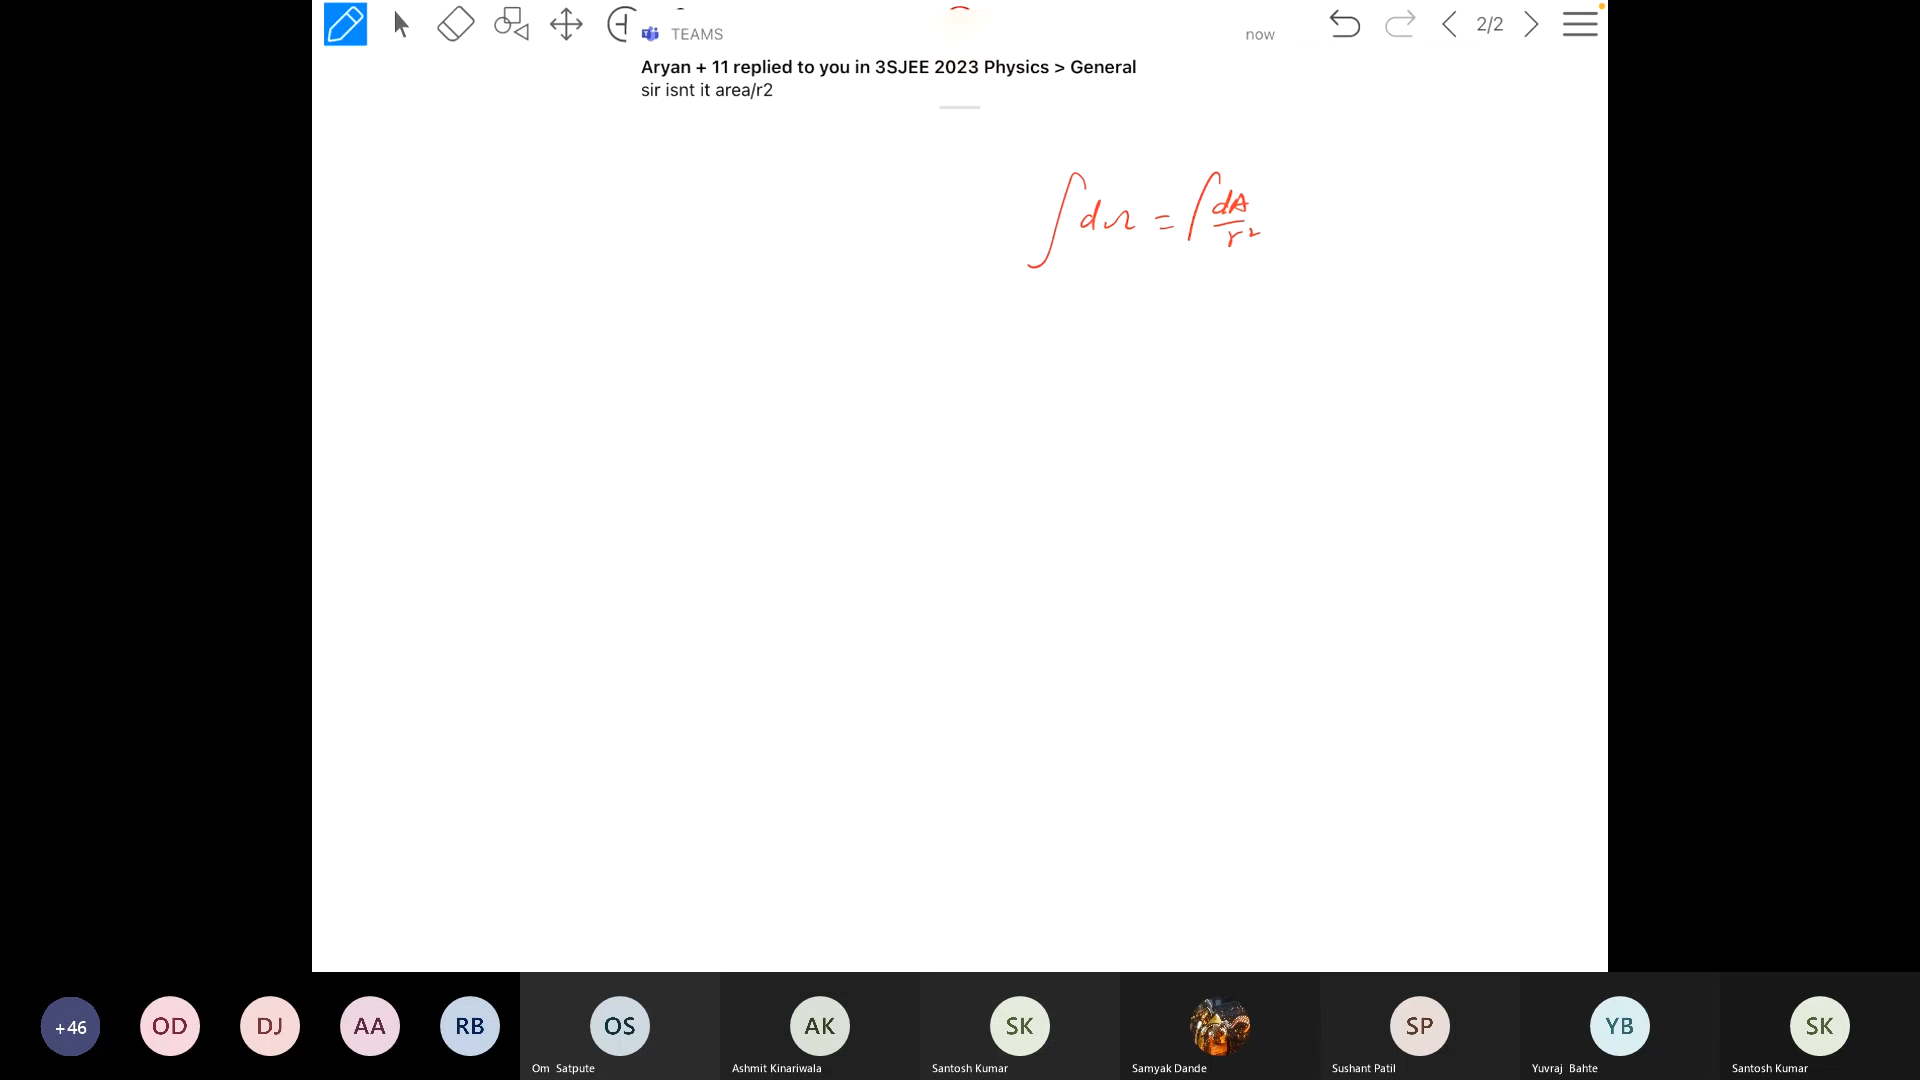 2/2
TEAMS
now
Aryan + 11 replied to you in 3SJEE 2023 Physics > General
sir isnt it area/r2
∫dΩ = ∫dA/r²
+46
OD
DJ
AA
RB
OS
AK
SK
SP
YB
SK
Om Satpute
Ashmit Kinariwala
Santosh Kumar
Samyak Dande
Sushant Patil
Yuvraj Bahte
Santosh Kumar